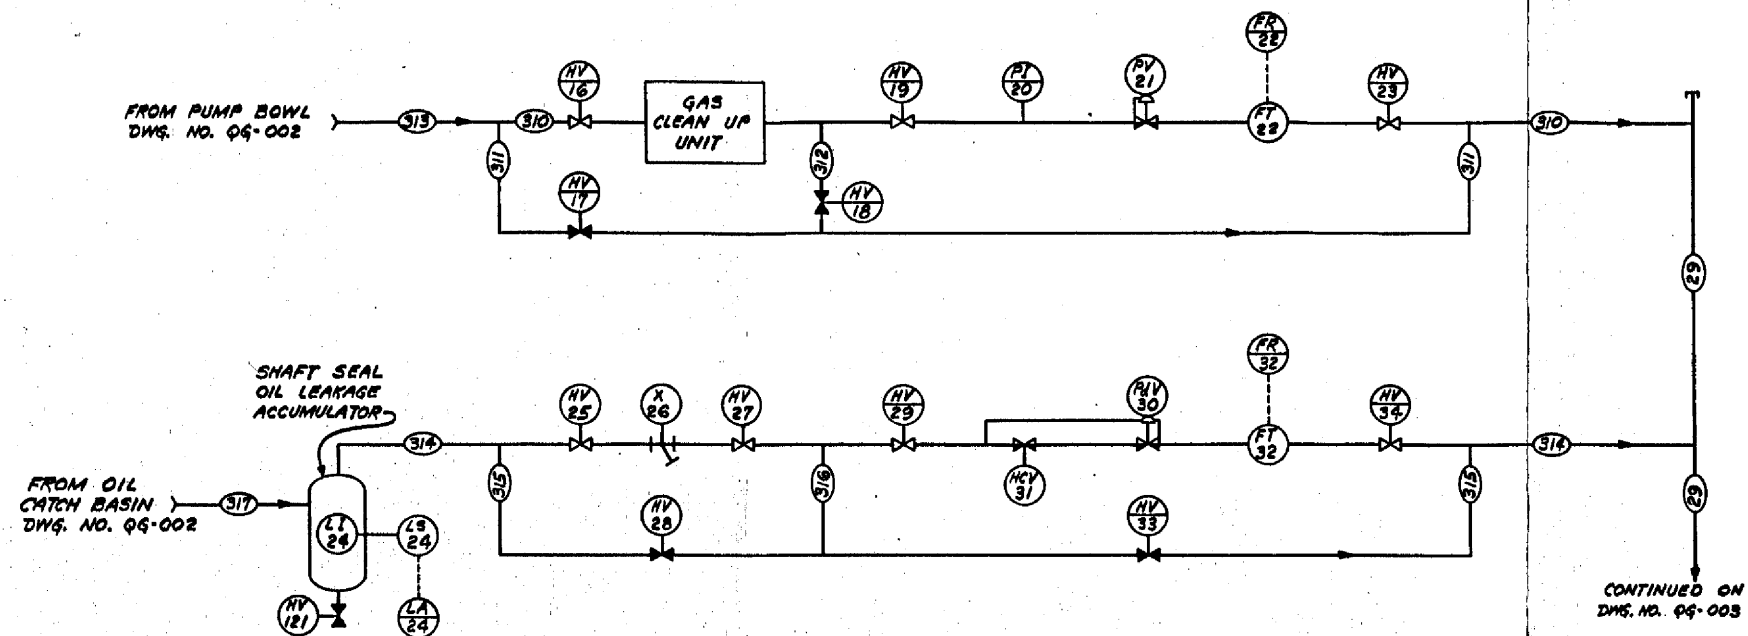 FROM PUMP BOWL
DWG. NO. QG-002
313
310
HV
16
GAS
CLEAN UP
UNIT
HV
19
PI
20
PV
21
FR
22
FT
22
HV
23
310
311
HV
17
312
HV
18
311
29
SHAFT SEAL
OIL LEAKAGE
ACCUMULATOR
FROM OIL
CATCH BASIN
DWG. NO. QG-002
317
314
LI
24
LS
24
LA
24
HV
121
HV
25
X
26
HV
27
HV
29
HCV
31
PdV
30
FR
32
FT
32
HV
34
314
315
HV
28
316
HV
33
315
29
CONTINUED ON
DWG. NO. QG-003